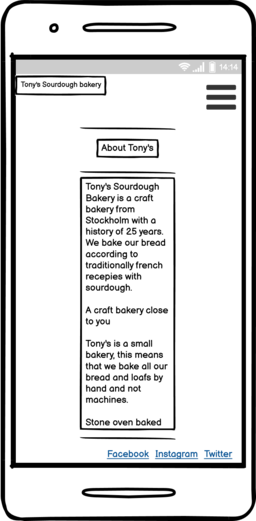 14:14
Tony's Sourdough bakery
About Tony's
Tony's Sourdough
Bakery is a craft
bakery from
Stockholm with a
history of 25 years.
We bake our bread
according to
traditionally french
recepies with
sourdough.
A craft bakery close
to you
Tony's is a small
bakery, this means
that we bake all our
bread and loafs by
hand and not
machines.
Stone oven baked
Facebook Instagram Twitter